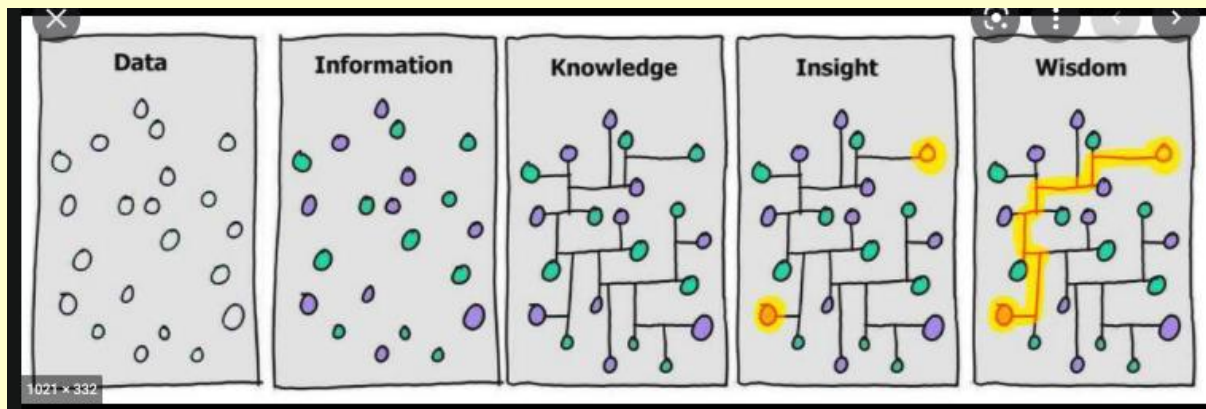 Data
Information
Knowledge
Insight
Wisdom
1021 × 332